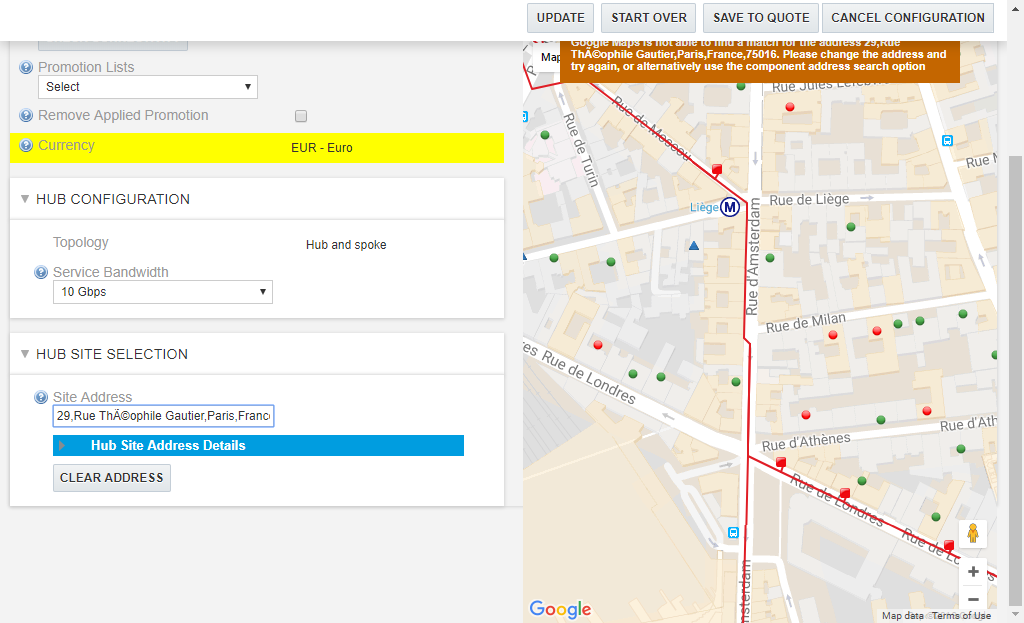 UPDATE
START OVER
SAVE TO QUOTE
CANCEL CONFIGURATION
Promotion Lists
Select
Remove Applied Promotion
Currency
EUR - Euro
HUB CONFIGURATION
Topology
Hub and spoke
Service Bandwidth
10 Gbps
HUB SITE SELECTION
Site Address
29,Rue ThÃ©ophile Gautier,Paris,Franc
Hub Site Address Details
CLEAR ADDRESS
Map
Google Maps is not able to find a match for the address 29,Rue
ThÃ©ophile Gautier,Paris,France,75016. Please change the address and
try again, or alternatively use the component address search option
Rue Jules Lefebv
Rue de Moscou
Rue de Turin
Liège
M
Rue de Liège
Rue d'Amsterdam
Rue de Milan
es Rue de Londres
Rue d'Athènes
Rue d'Ath
Rue de Londres
Rue de Lo
msterdam
Google
+
−
Map data
Terms of Use